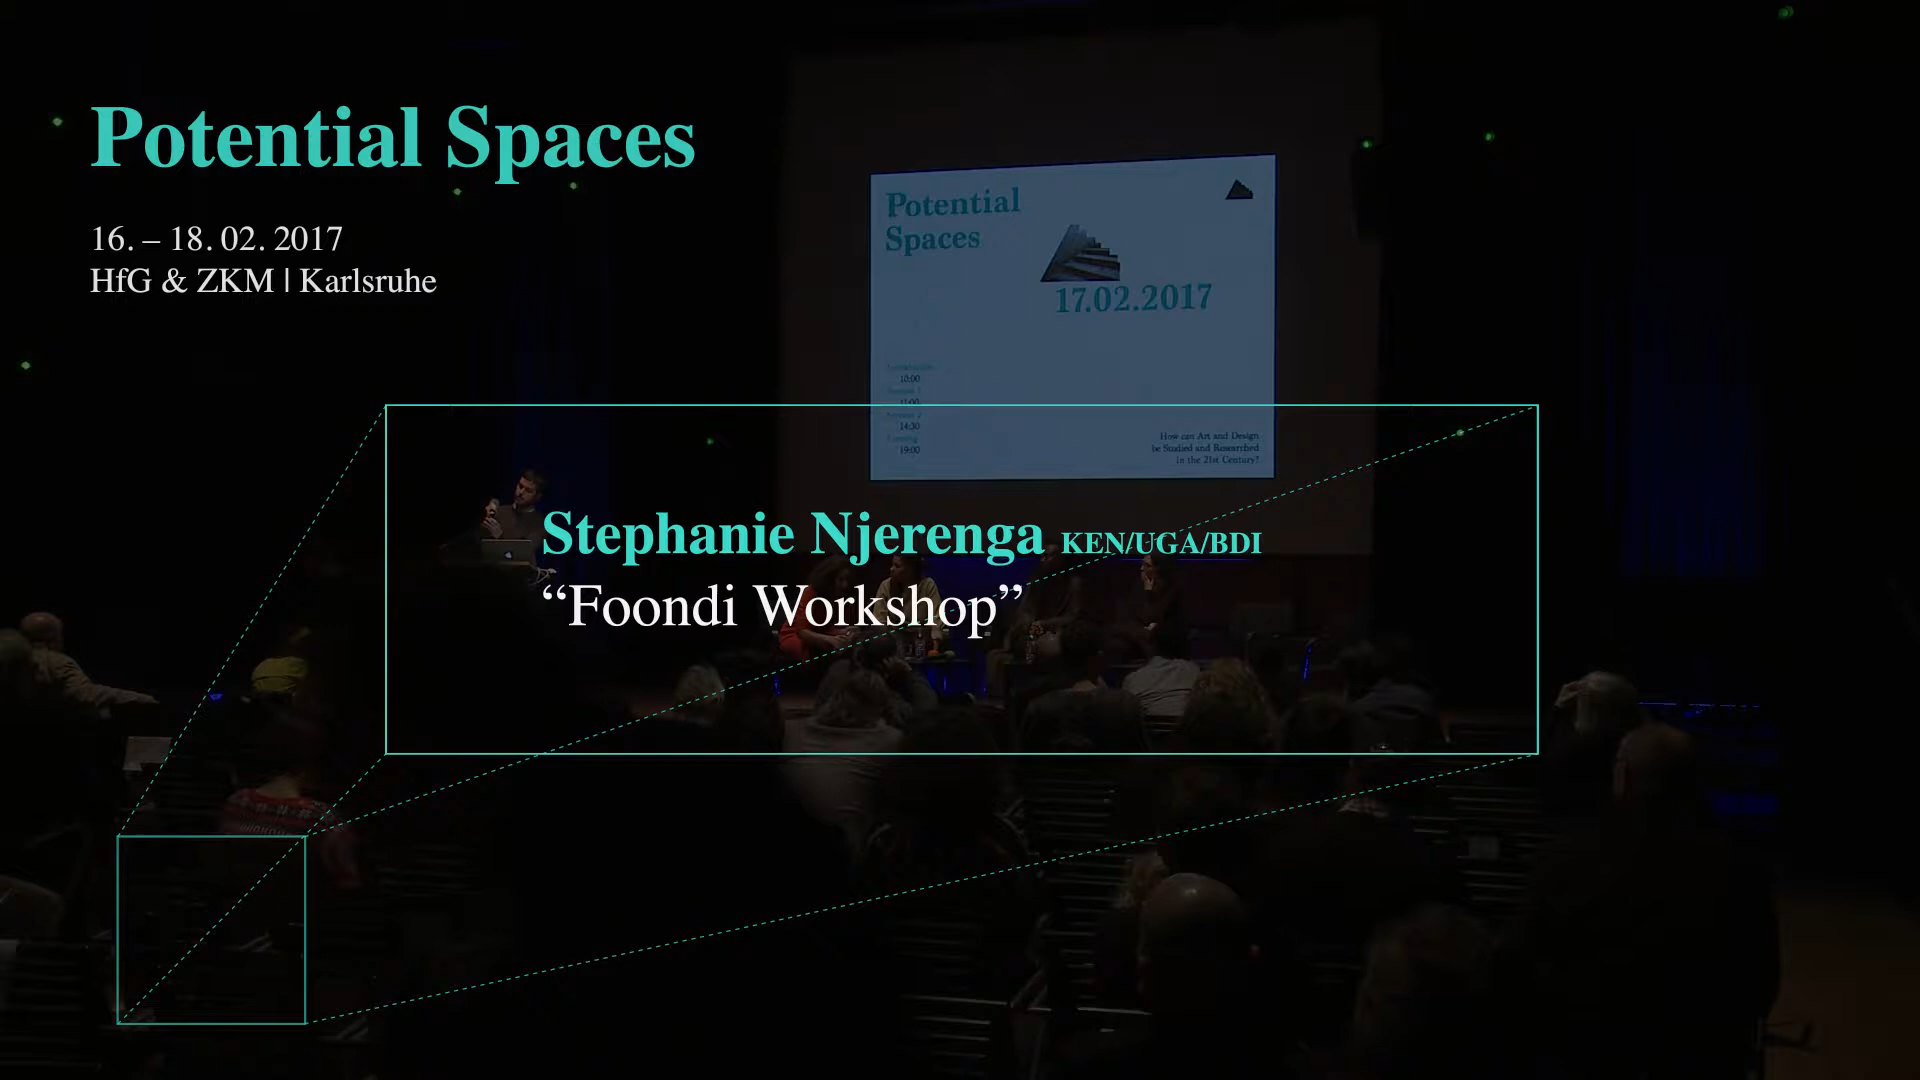 Potential Spaces
16. – 18. 02. 2017
HfG & ZKM | Karlsruhe
Potential
Spaces
17.02.2017
10:00
11:00
14:30
19:00
How can Art and Design
be Studied and Researched
in the 21st Century?
Stephanie Njerenga KEN/UGA/BDI
“Foondi Workshop”